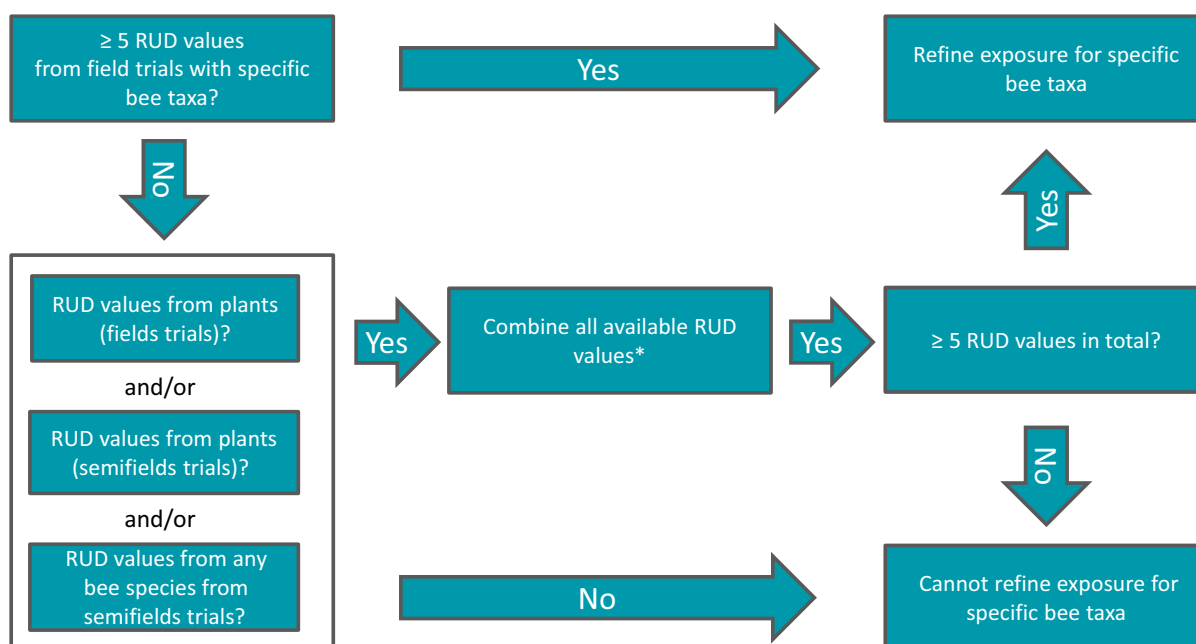 ≥ 5 RUD values
from field trials with specific
bee taxa?
Yes
Refine exposure for specific
bee taxa
No
Yes
RUD values from plants
(fields trials)?
and/or
RUD values from plants
(semifields trials)?
and/or
RUD values from any
bee species from
semifields trials?
Yes
Combine all available RUD
values*
Yes
≥ 5 RUD values in total?
No
No
Cannot refine exposure for
specific bee taxa